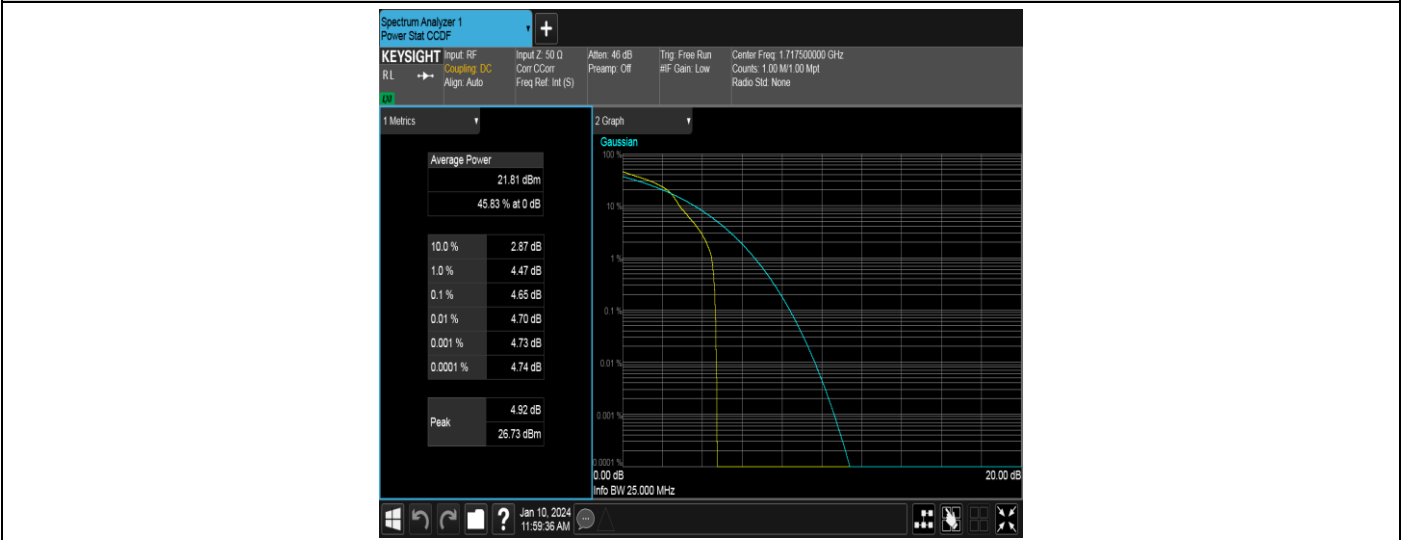 Spectrum Analyzer 1
Power Stat CCDF
+
KEYSIGHT
RL
Input: RF
Coupling: DC
Align: Auto
Input Z: 50 Ω
Corr CCorr
Freq Ref: Int (S)
Atten: 46 dB
Preamp: Off
Trig: Free Run
#IF Gain: Low
Center Freq: 1.717500000 GHz
Counts: 1.00 M/1.00 Mpt
Radio Std: None
1 Metrics
Average Power
21.81 dBm
45.83 % at 0 dB
10.0 % 2.87 dB
1.0 % 4.47 dB
0.1 % 4.65 dB
0.01 % 4.70 dB
0.001 % 4.73 dB
0.0001 % 4.74 dB
Peak
4.92 dB
26.73 dBm
2 Graph
Gaussian
100 %
10 %
1 %
0.1 %
0.01 %
0.001 %
0.0001 %
0.00 dB 20.00 dB
Info BW 25.000 MHz
?
Jan 10, 2024
11:59:36 AM